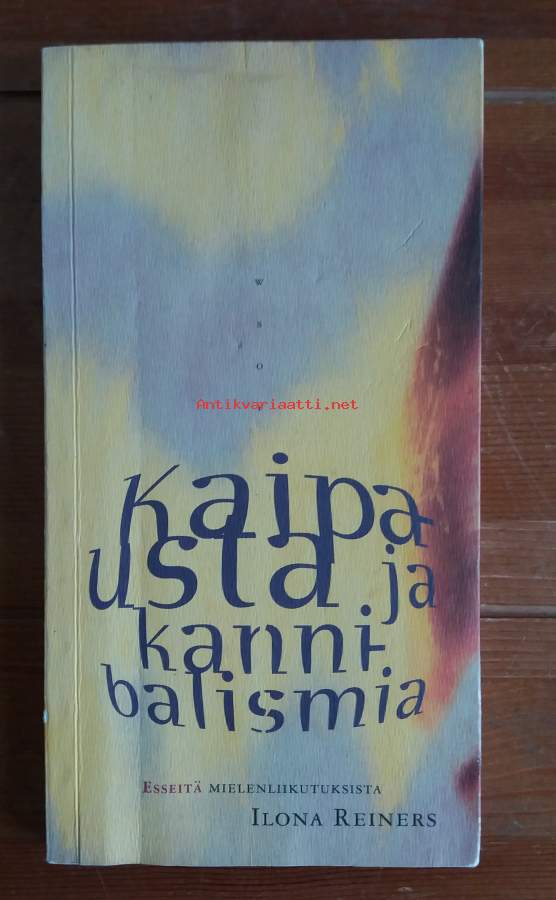 w
s
o
Antikvariaatti.net
Kaipa-
usta ja
kanni-
balismia
ESSEITÄ MIELENLIIKUTUKSISTA
ILONA REINERS